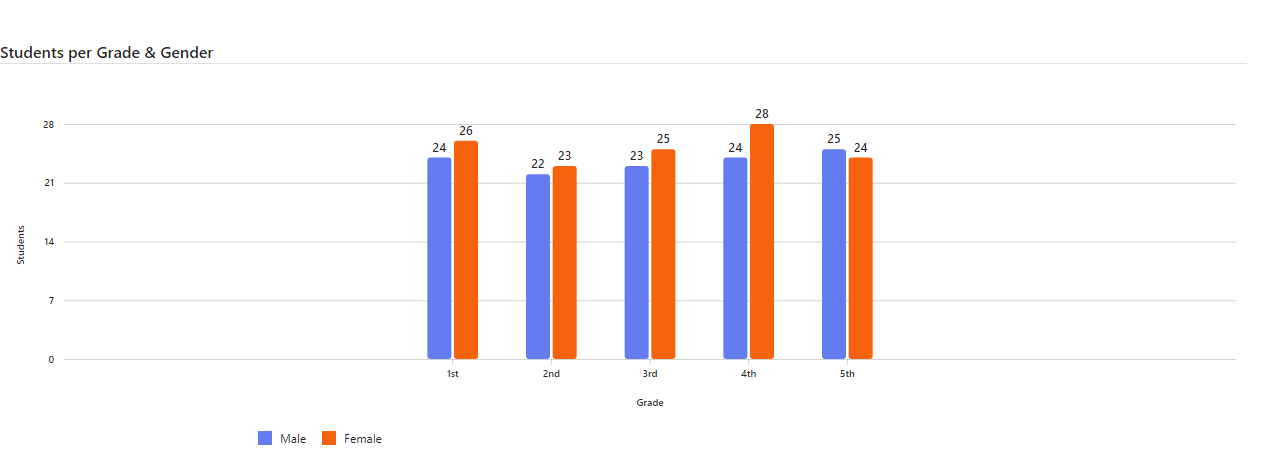 Students per Grade & Gender
28
21
14
7
0
Students
24 26
22 23
23 25
24 28
25 24
1st 2nd 3rd 4th 5th
Grade
Male Female